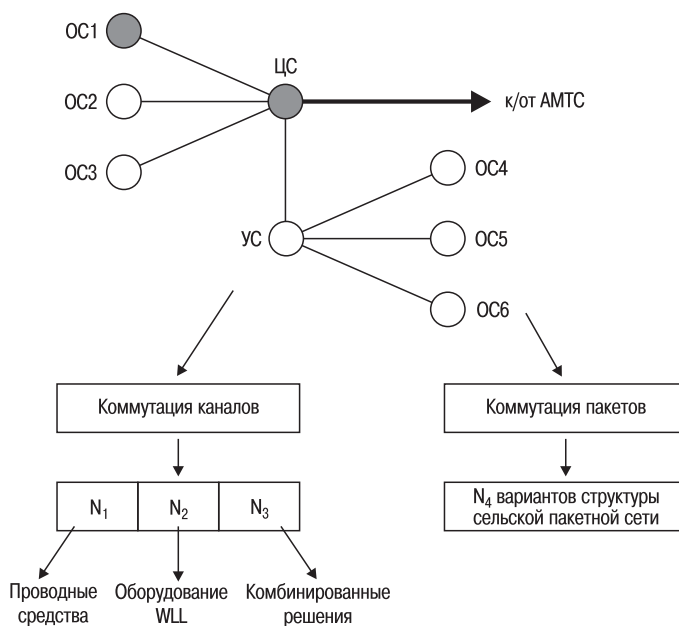 ОС1
ЦС
ОС2
к/от АМТС
ОС3
ОС4
УС
ОС5
ОС6
Коммутация каналов
Коммутация пакетов
N1
N2
N3
N4 вариантов структуры
сельской пакетной сети
Проводные
средства
Оборудование
WLL
Комбинированные
решения